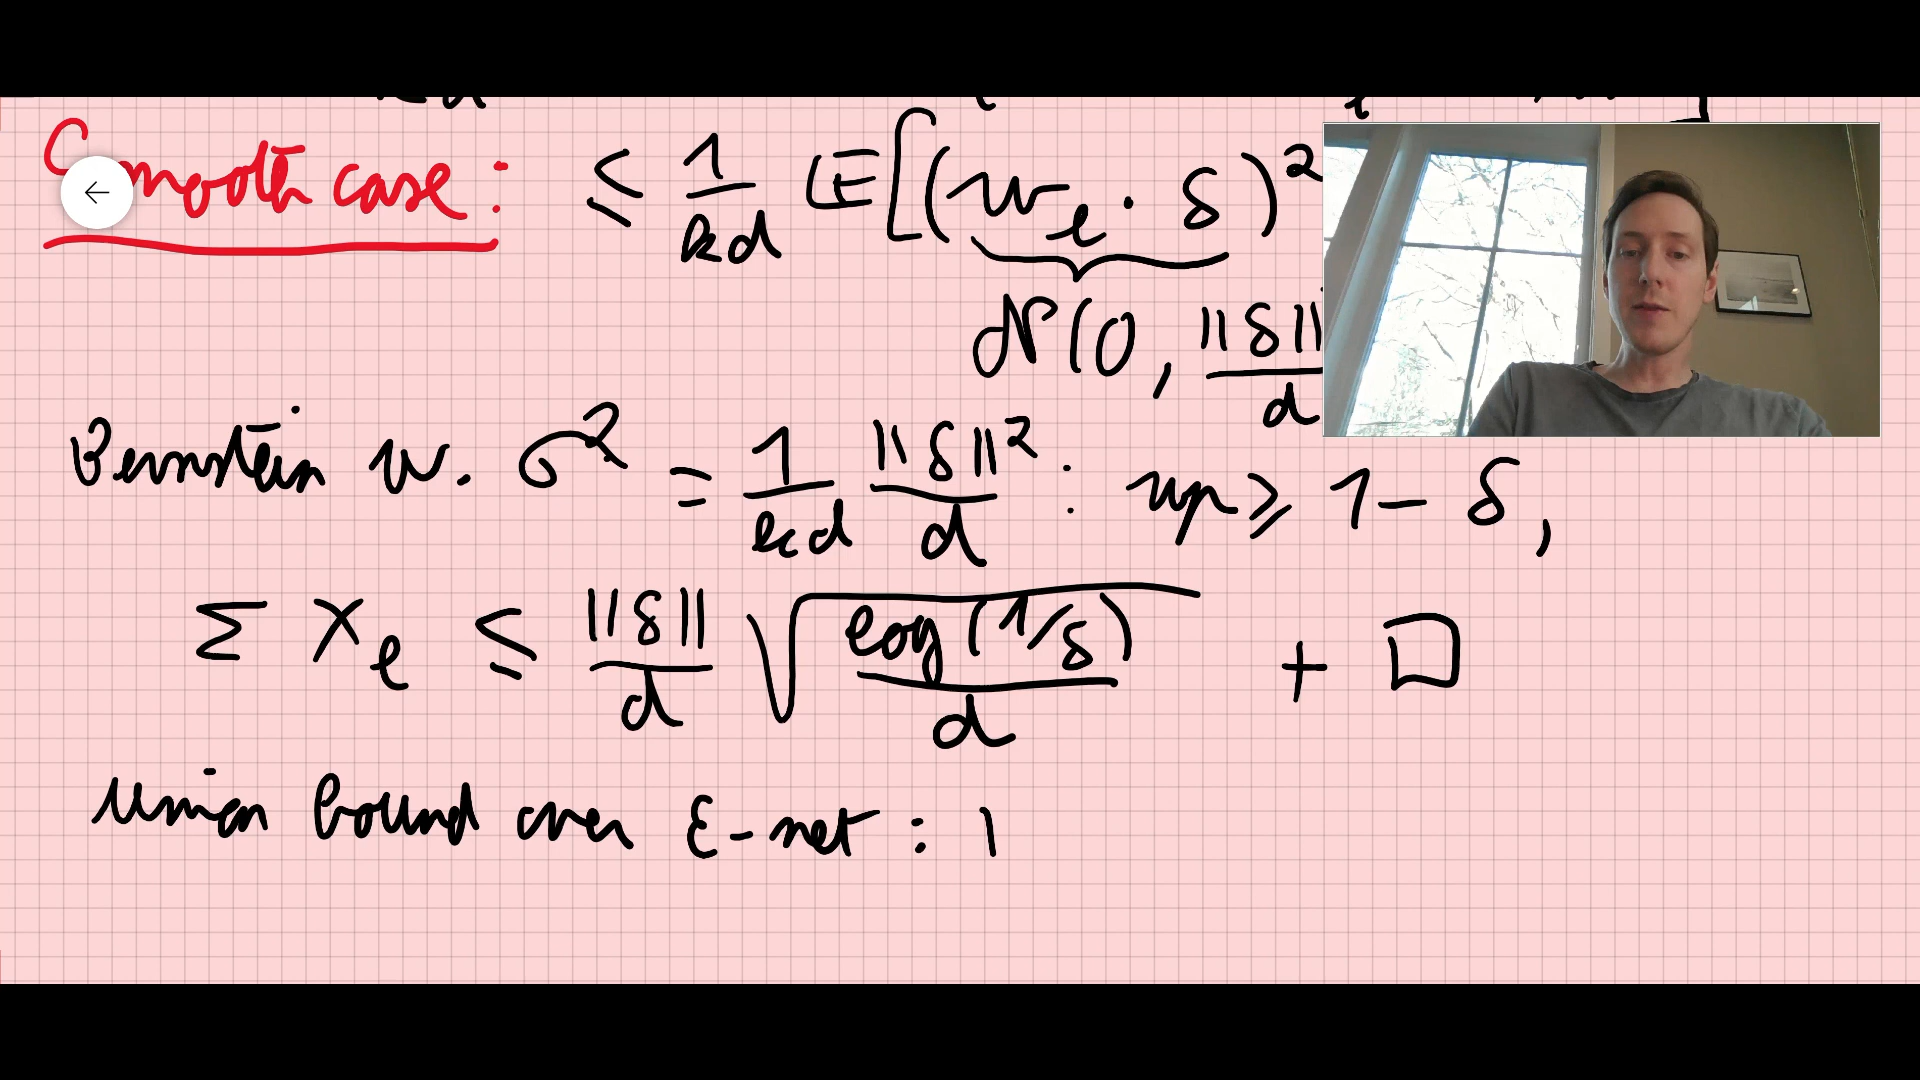 Smooth case: ≤ 1/kd E[(w_ℓ · δ)²
N(0, ‖δ‖/d
Bernstein w. σ² = 1/kd ‖δ‖²/d : wp ≥ 1 - δ,
Σ X_ℓ ≤ ‖δ‖/d √(log(1/δ)/d) + □
Union bound over ε-net : 1